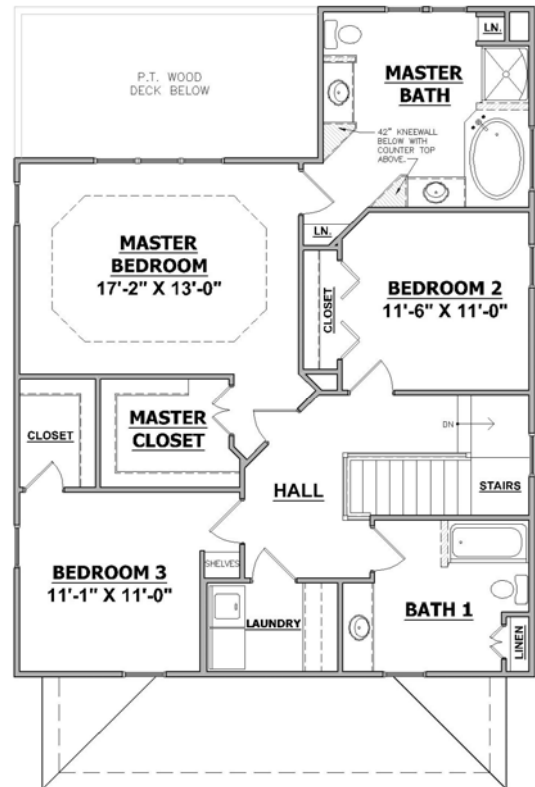 P.T. WOOD
DECK BELOW
LN.
MASTER
BATH
42" KNEEWALL
BELOW WITH
COUNTER TOP
ABOVE.
MASTER
BEDROOM
17'-2" X 13'-0"
LN.
CLOSET
BEDROOM 2
11'-6" X 11'-0"
CLOSET
MASTER
CLOSET
DN
STAIRS
HALL
BEDROOM 3
11'-1" X 11'-0"
SHELVES
LAUNDRY
BATH 1
LINEN